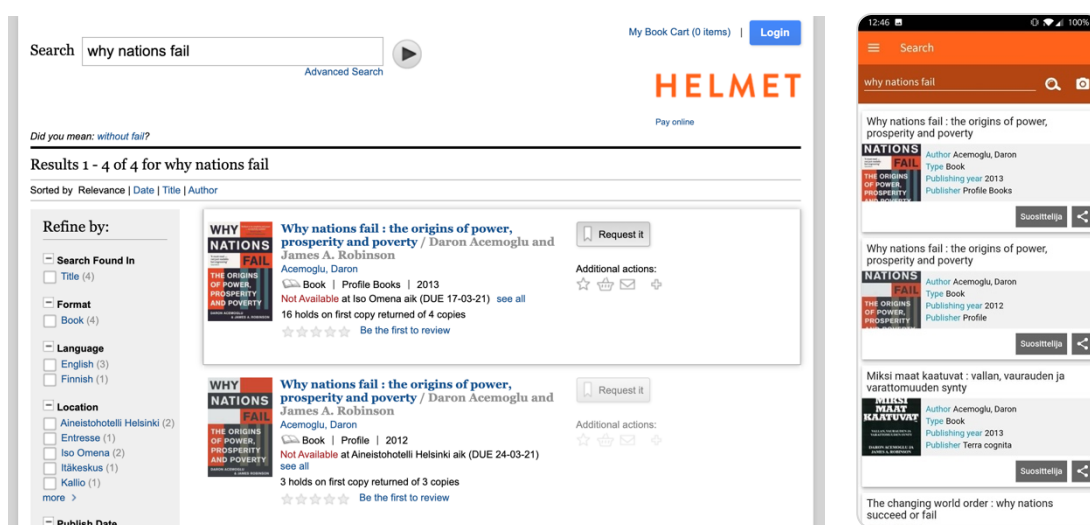 Search why nations fail
Advanced Search
My Book Cart (0 items) | Login
HELMET
Pay online
Did you mean: without fail?
Results 1 - 4 of 4 for why nations fail
Sorted by Relevance | Date | Title | Author
Refine by:
Search Found In
Title (4)
Format
Book (4)
Language
English (3)
Finnish (1)
Location
Aineistohotelli Helsinki (2)
Entresse (1)
Iso Omena (2)
Itäkeskus (1)
Kallio (1)
more >
Publish Date
WHY
NATIONS
FAIL
THE ORIGINS
OF POWER,
PROSPERITY
AND POVERTY
Why nations fail : the origins of power,
prosperity and poverty / Daron Acemoglu and
James A. Robinson
Acemoglu, Daron
Book | Profile Books | 2013
Not Available at Iso Omena aik (DUE 17-03-21) see all
16 holds on first copy returned of 4 copies
Be the first to review
Request it
Additional actions:
WHY
NATIONS
FAIL
THE ORIGINS
OF POWER,
PROSPERITY
AND POVERTY
Why nations fail : the origins of power,
prosperity and poverty / Daron Acemoglu and
James A. Robinson
Acemoglu, Daron
Book | Profile | 2012
Not Available at Aineistohotelli Helsinki aik (DUE 24-03-21)
see all
3 holds on first copy returned of 3 copies
Be the first to review
Request it
Additional actions:
12:46 100%
Search
why nations fail
Why nations fail : the origins of power,
prosperity and poverty
NATIONS
FAIL
THE ORIGINS
OF POWER,
PROSPERITY
Author Acemoglu, Daron
Type Book
Publishing year 2013
Publisher Profile Books
Suosittelija
Why nations fail : the origins of power,
prosperity and poverty
NATIONS
FAIL
THE ORIGINS
OF POWER,
PROSPERITY
Author Acemoglu, Daron
Type Book
Publishing year 2012
Publisher Profile
Suosittelija
Miksi maat kaatuvat : vallan, vaurauden ja
varattomuuden synty
MIKSI
MAAT
KAATUVAT
Author Acemoglu, Daron
Type Book
Publishing year 2013
Publisher Terra cognita
Suosittelija
The changing world order : why nations
succeed or fail